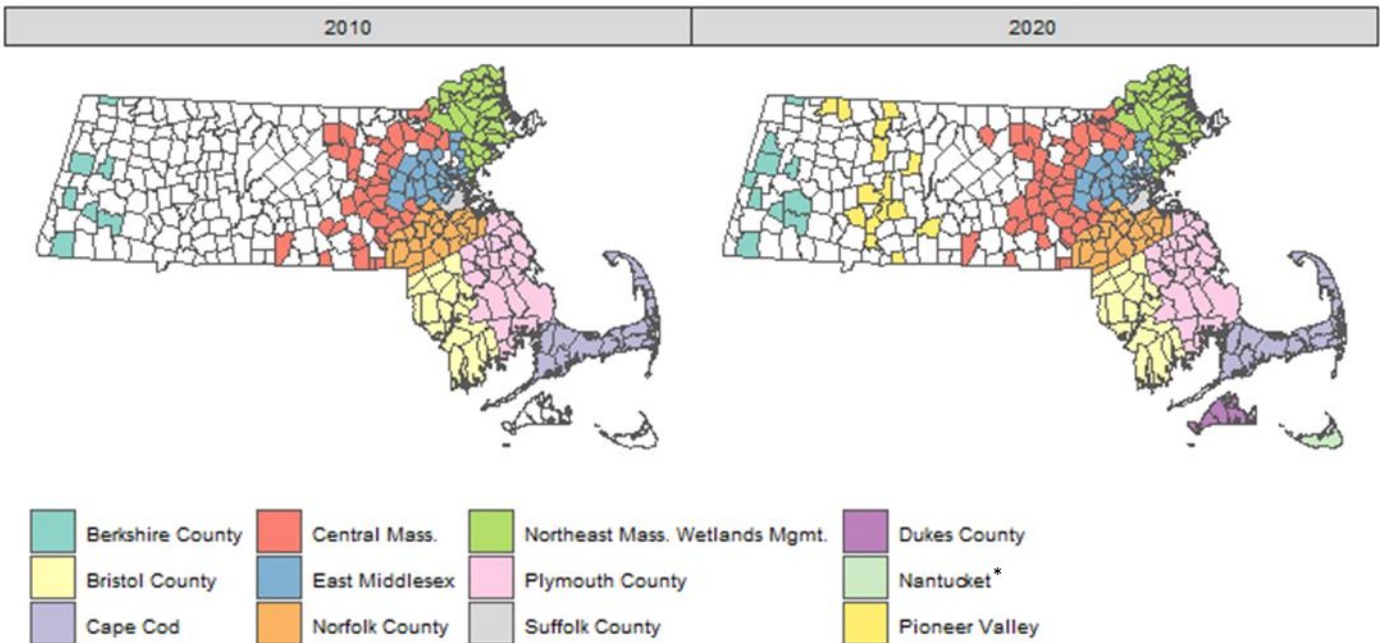 2010 2020
Berkshire County Central Mass. Northeast Mass. Wetlands Mgmt. Dukes County
Bristol County East Middlesex Plymouth County Nantucket*
Cape Cod Norfolk County Suffolk County Pioneer Valley